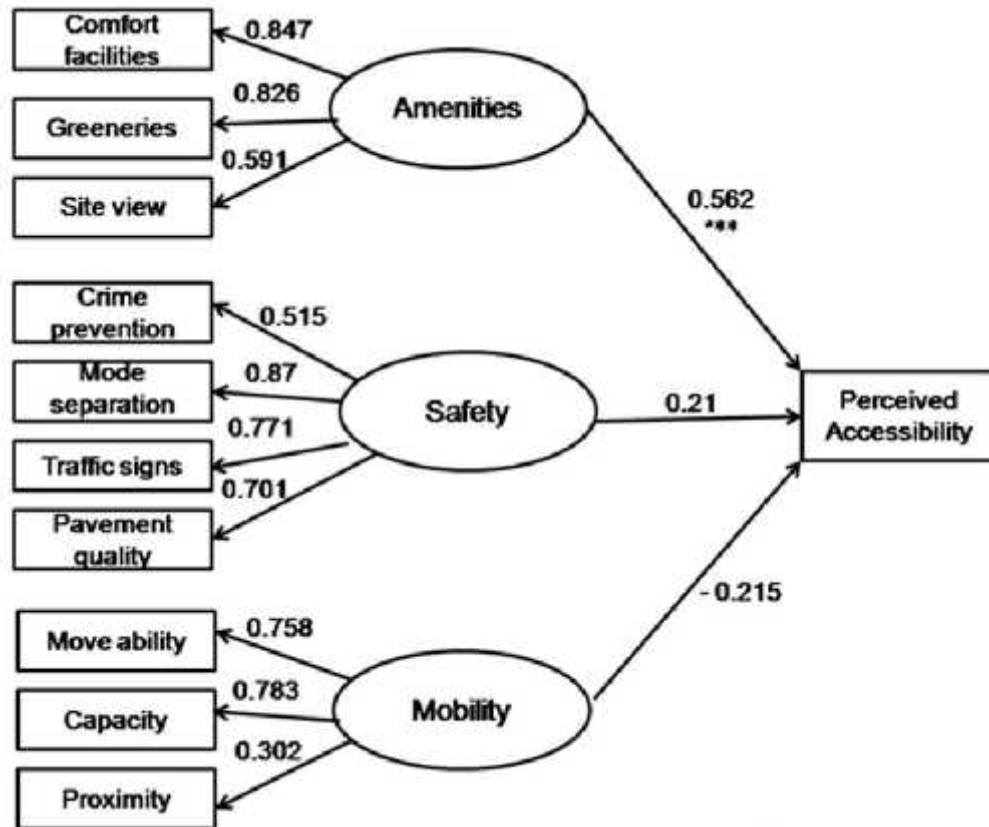 Comfort
facilities
0.847
Greeneries
0.826
Site view
0.591
Amenities
0.562
***
Crime
prevention
0.515
Mode
separation
0.87
Traffic signs
0.771
Pavement
quality
0.701
Safety
0.21
Perceived
Accessibility
Move ability
0.758
Capacity
0.783
Proximity
0.302
Mobility
- 0.215